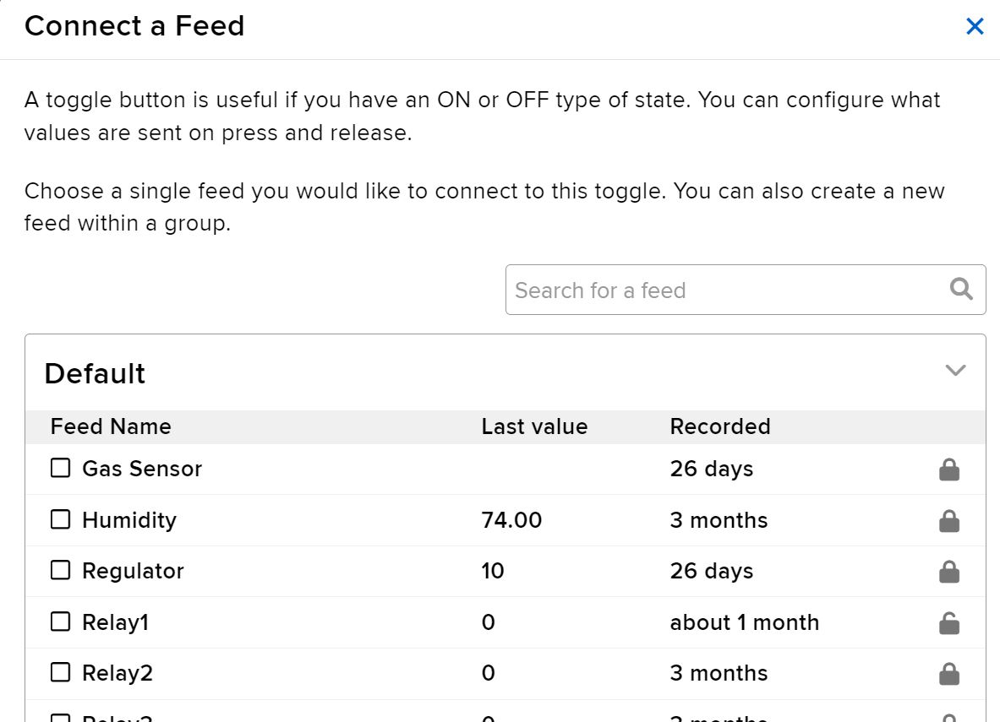 Connect a Feed
A toggle button is useful if you have an ON or OFF type of state. You can configure what
values are sent on press and release.
Choose a single feed you would like to connect to this toggle. You can also create a new
feed within a group.
Search for a feed
Default
Feed Name Last value Recorded
Gas Sensor 26 days
Humidity 74.00 3 months
Regulator 10 26 days
Relay1 0 about 1 month
Relay2 0 3 months